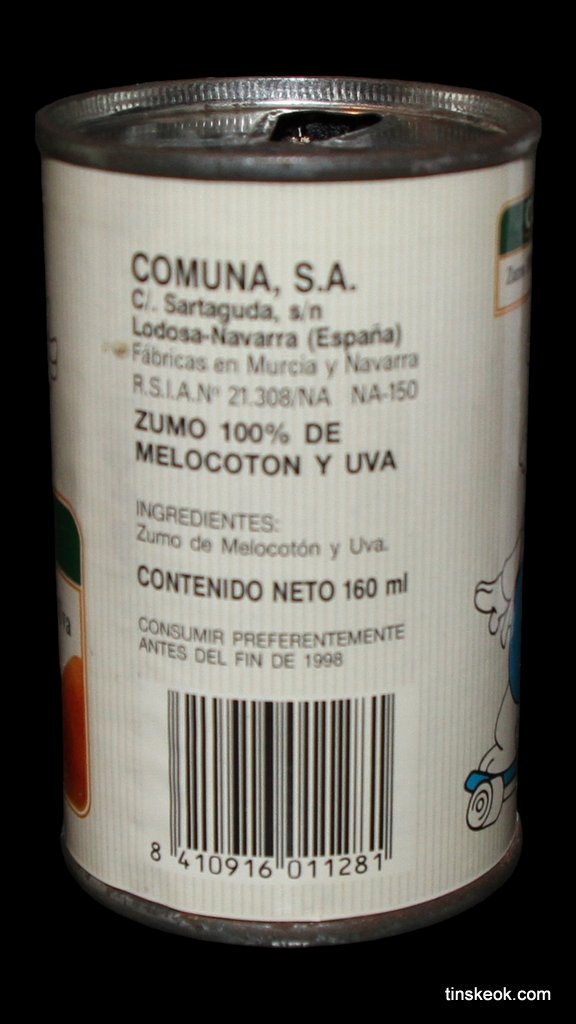 COMUNA, S.A.
C/. Sartaguda, s/n
Lodosa-Navarra (España)
Fábricas en Murcia y Navarra
R.S.I.A.Nº 21.308/NA NA-150
ZUMO 100% DE
MELOCOTON Y UVA
INGREDIENTES:
Zumo de Melocotón y Uva.
CONTENIDO NETO 160 ml
CONSUMIR PREFERENTEMENTE
ANTES DEL FIN DE 1998
8 410916 011281
tinskeok.com